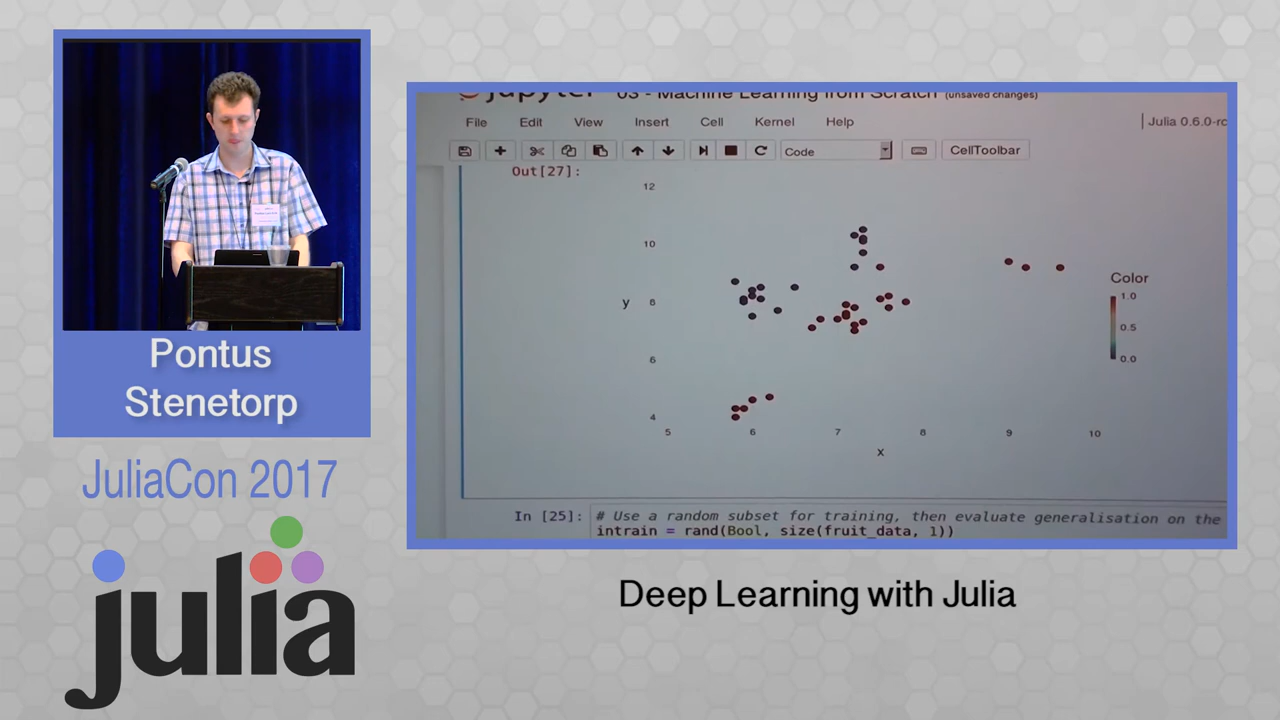 Pontus
Stenetorp
JuliaCon 2017
julia
jupyter 03 - Machine Learning from Scratch (unsaved changes)
File Edit View Insert Cell Kernel Help Julia 0.6.0-rc
Code CellToolbar
Out[27]:
12
10
y 8
6
4
5 6 7 8 9 10
x
Color
1.0
0.5
0.0
In [25]: # Use a random subset for training, then evaluate generalisation on the
intrain = rand(Bool, size(fruit_data, 1))
Deep Learning with Julia